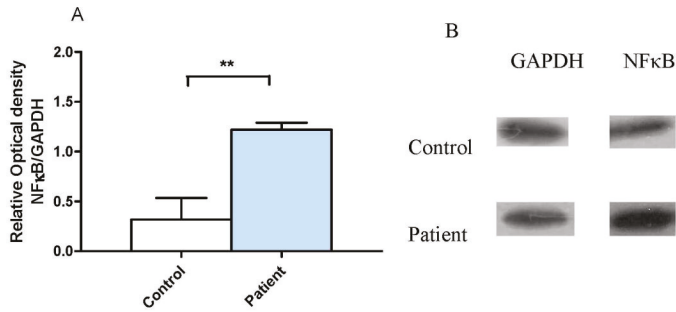 A
Relative Optical density
NFκB/GAPDH
2.0
1.5
1.0
0.5
0.0
**
Control
Patient
B
GAPDH NFκB
Control
Patient